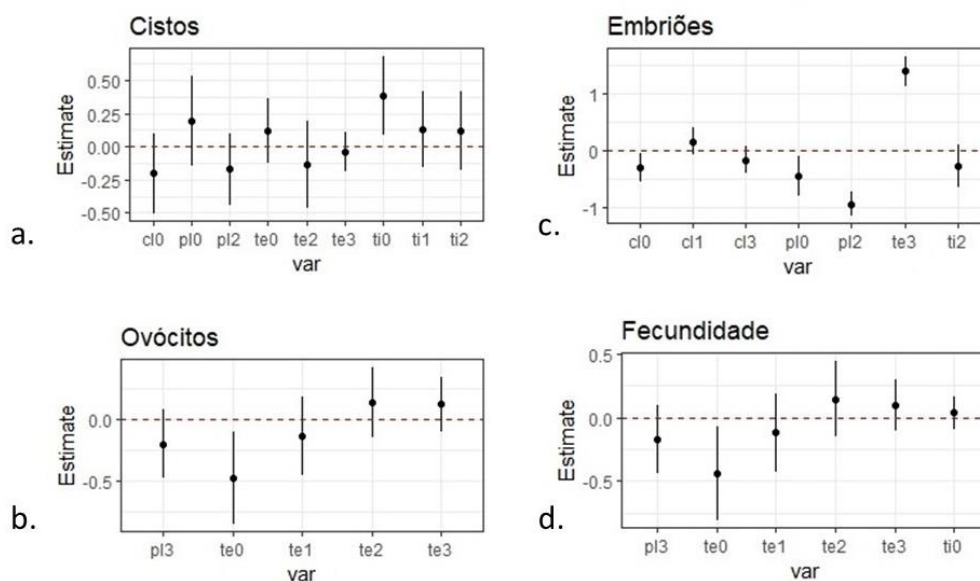 Cistos
Estimate
0.50
0.25
0.00
-0.25
-0.50
cl0 pl0 pl2 te0 te2 te3 ti0 ti1 ti2
var
a.
Embriões
Estimate
1
0
-1
cl0 cl1 cl3 pl0 pl2 te3 ti2
var
c.
Ovócitos
Estimate
0.0
-0.5
pl3 te0 te1 te2 te3
var
b.
Fecundidade
Estimate
0.5
0.0
-0.5
pl3 te0 te1 te2 te3 ti0
var
d.